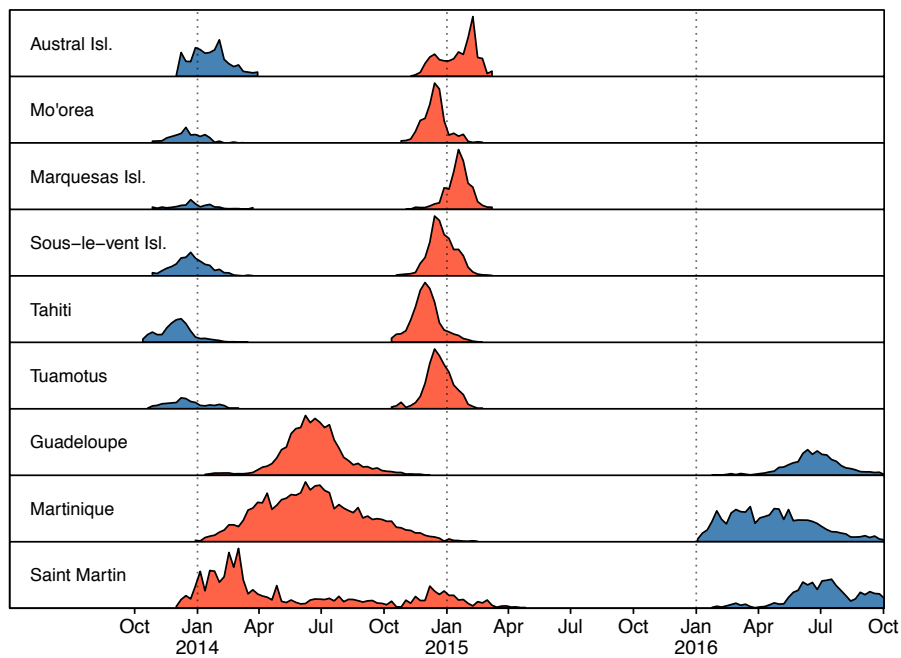 Austral Isl.
Mo'orea
Marquesas Isl.
Sous−le−vent Isl.
Tahiti
Tuamotus
Guadeloupe
Martinique
Saint Martin
Oct Jan Apr Jul Oct Jan Apr Jul Oct Jan Apr Jul Oct
2014 2015 2016